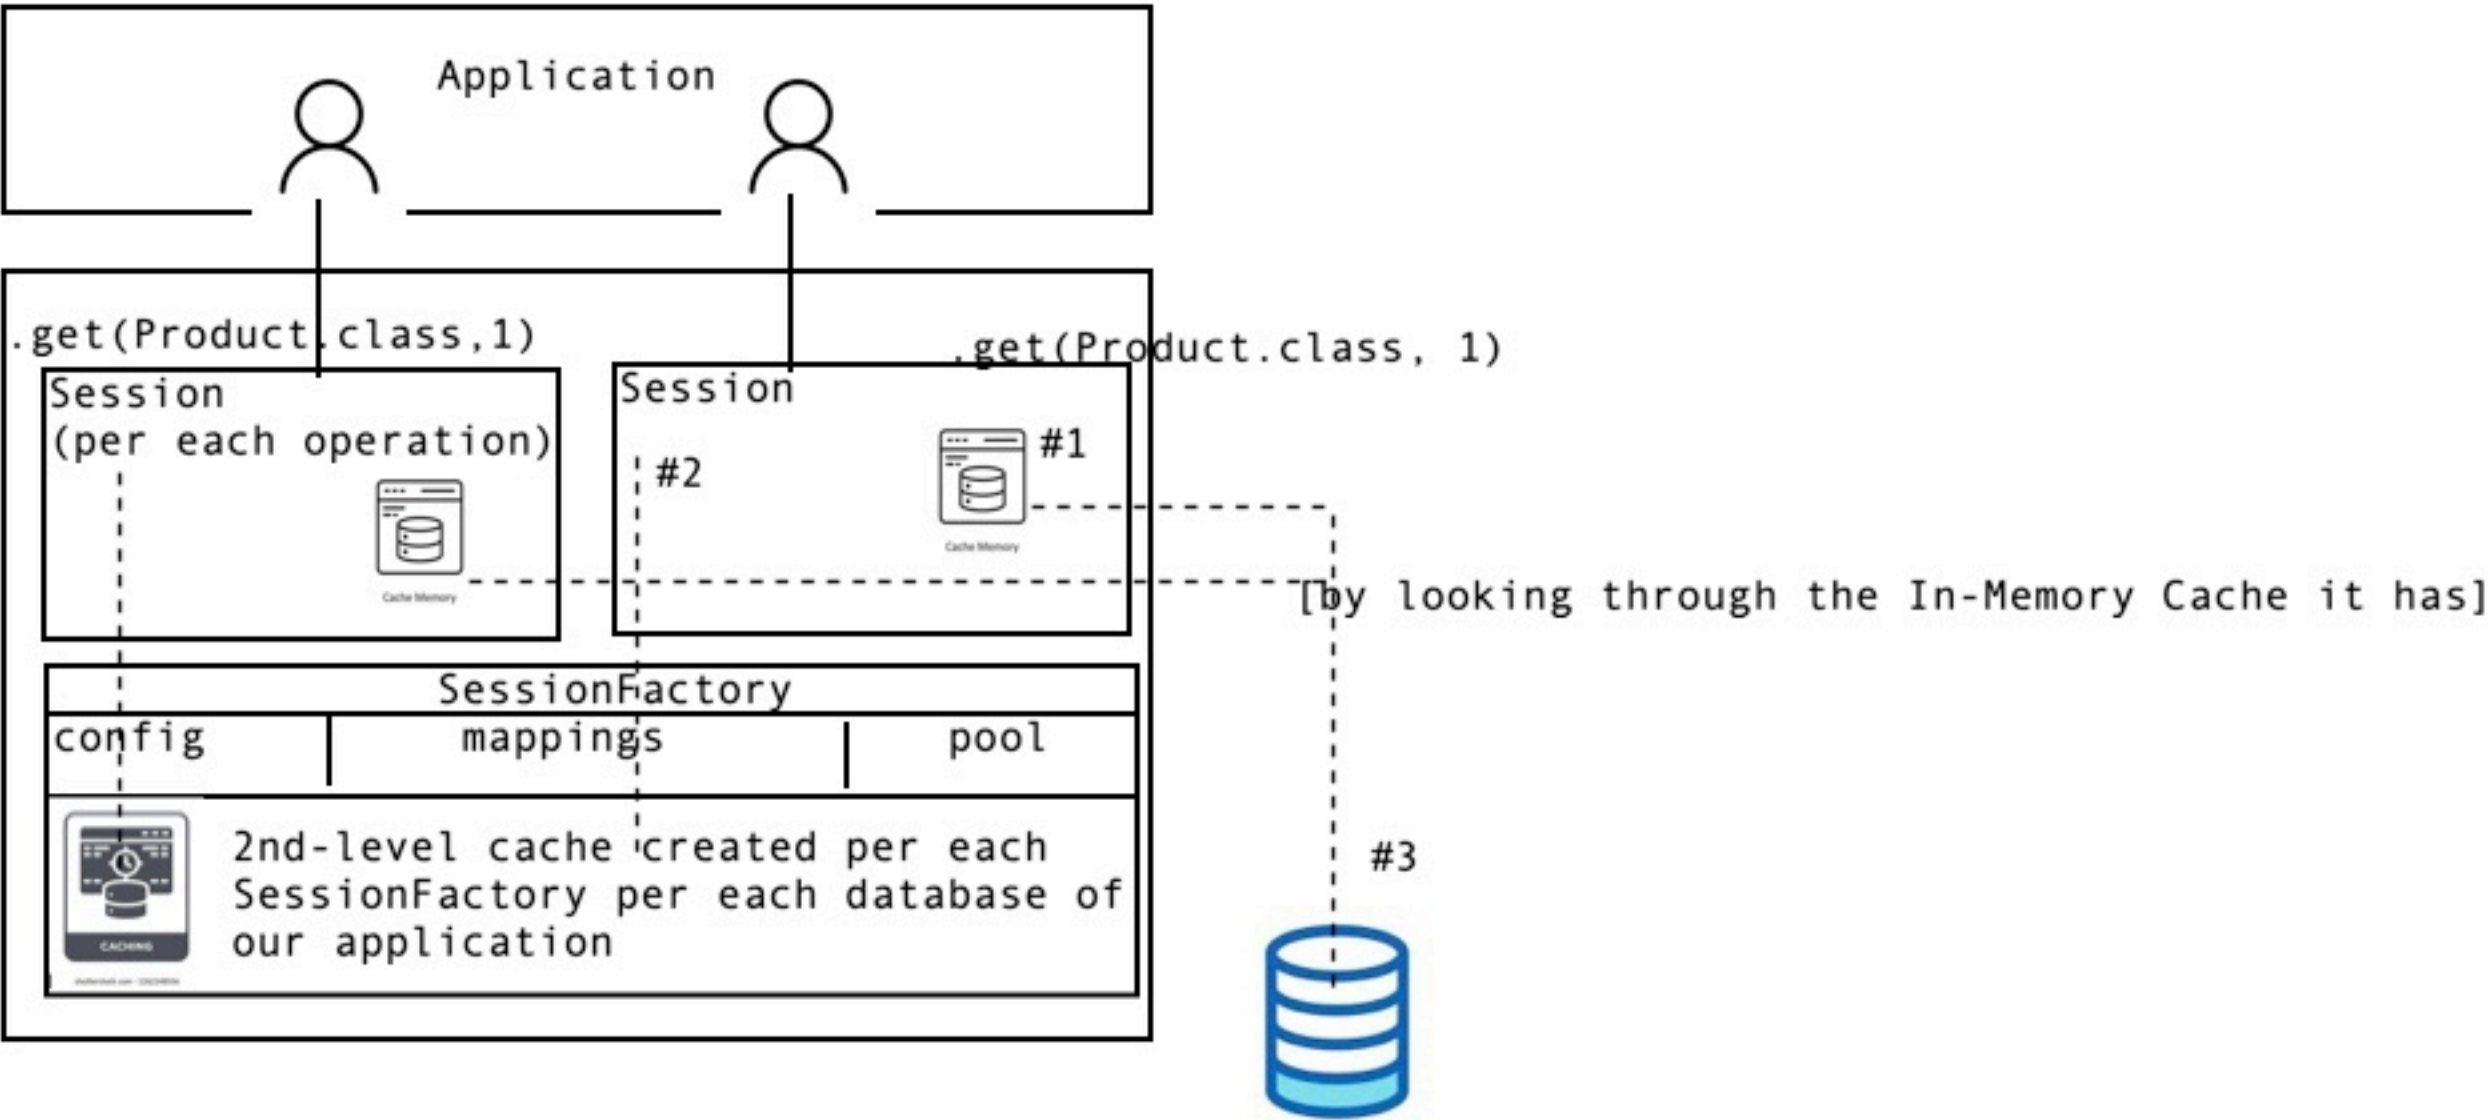 Application
.get(Product.class,1)
.get(Product.class, 1)
Session
(per each operation)
Session
#1
#2
Cache Memory
Cache Memory
[by looking through the In-Memory Cache it has]
SessionFactory
config
mappings
pool
2nd-level cache created per each
SessionFactory per each database of
our application
CACHING
#3